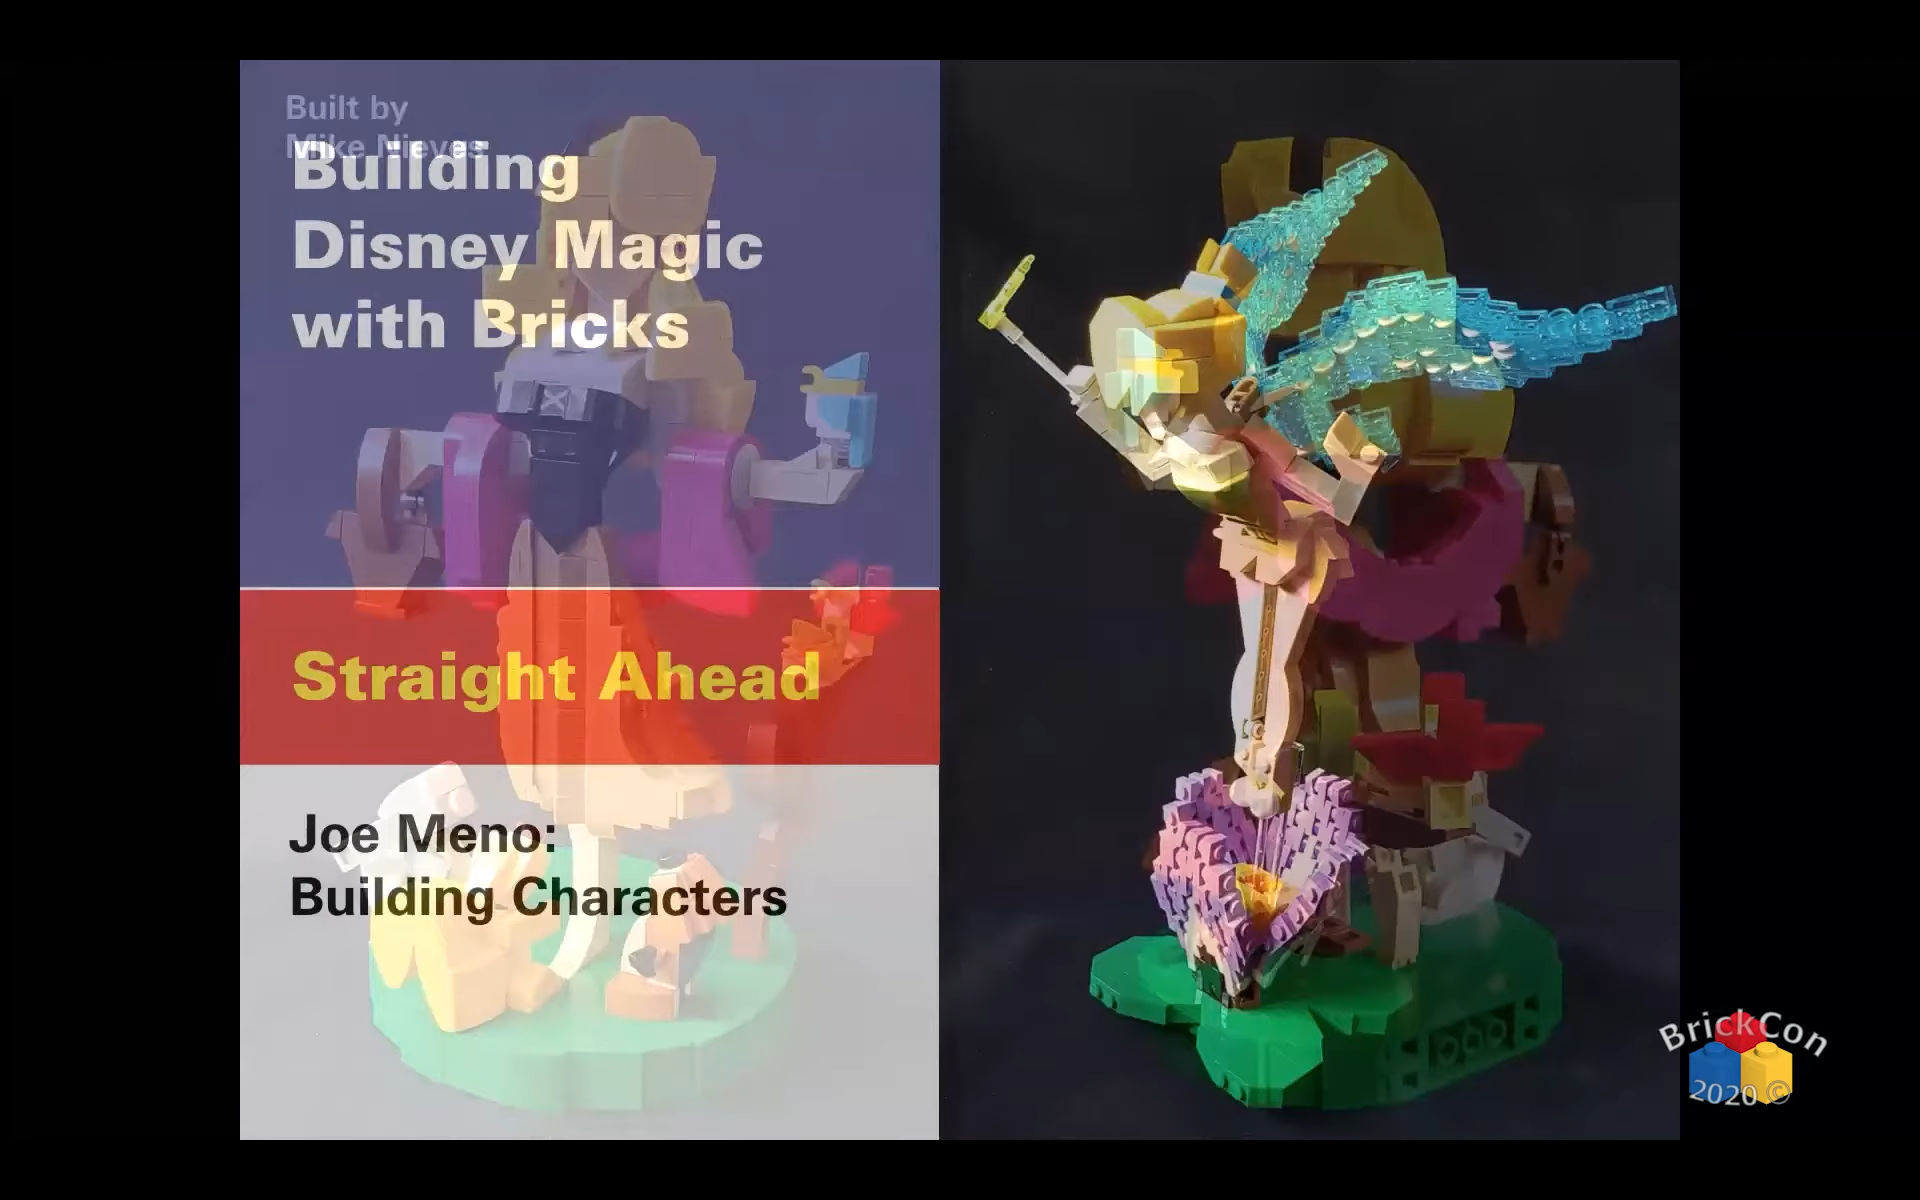 Built by
Mike Nieves
Building
Disney Magic
with Bricks
Straight Ahead
Joe Meno:
Building Characters
BrickCon
2020 ©